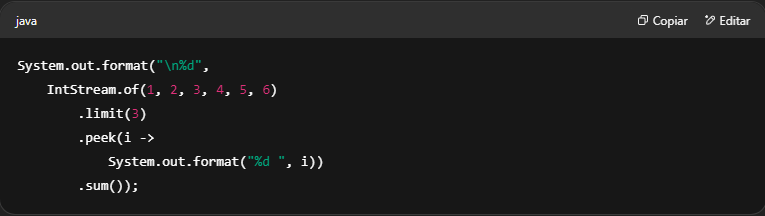 java
Copiar
Editar
System.out.format("\n%d",
    IntStream.of(1, 2, 3, 4, 5, 6)
        .limit(3)
        .peek(i ->
            System.out.format("%d ", i))
        .sum());